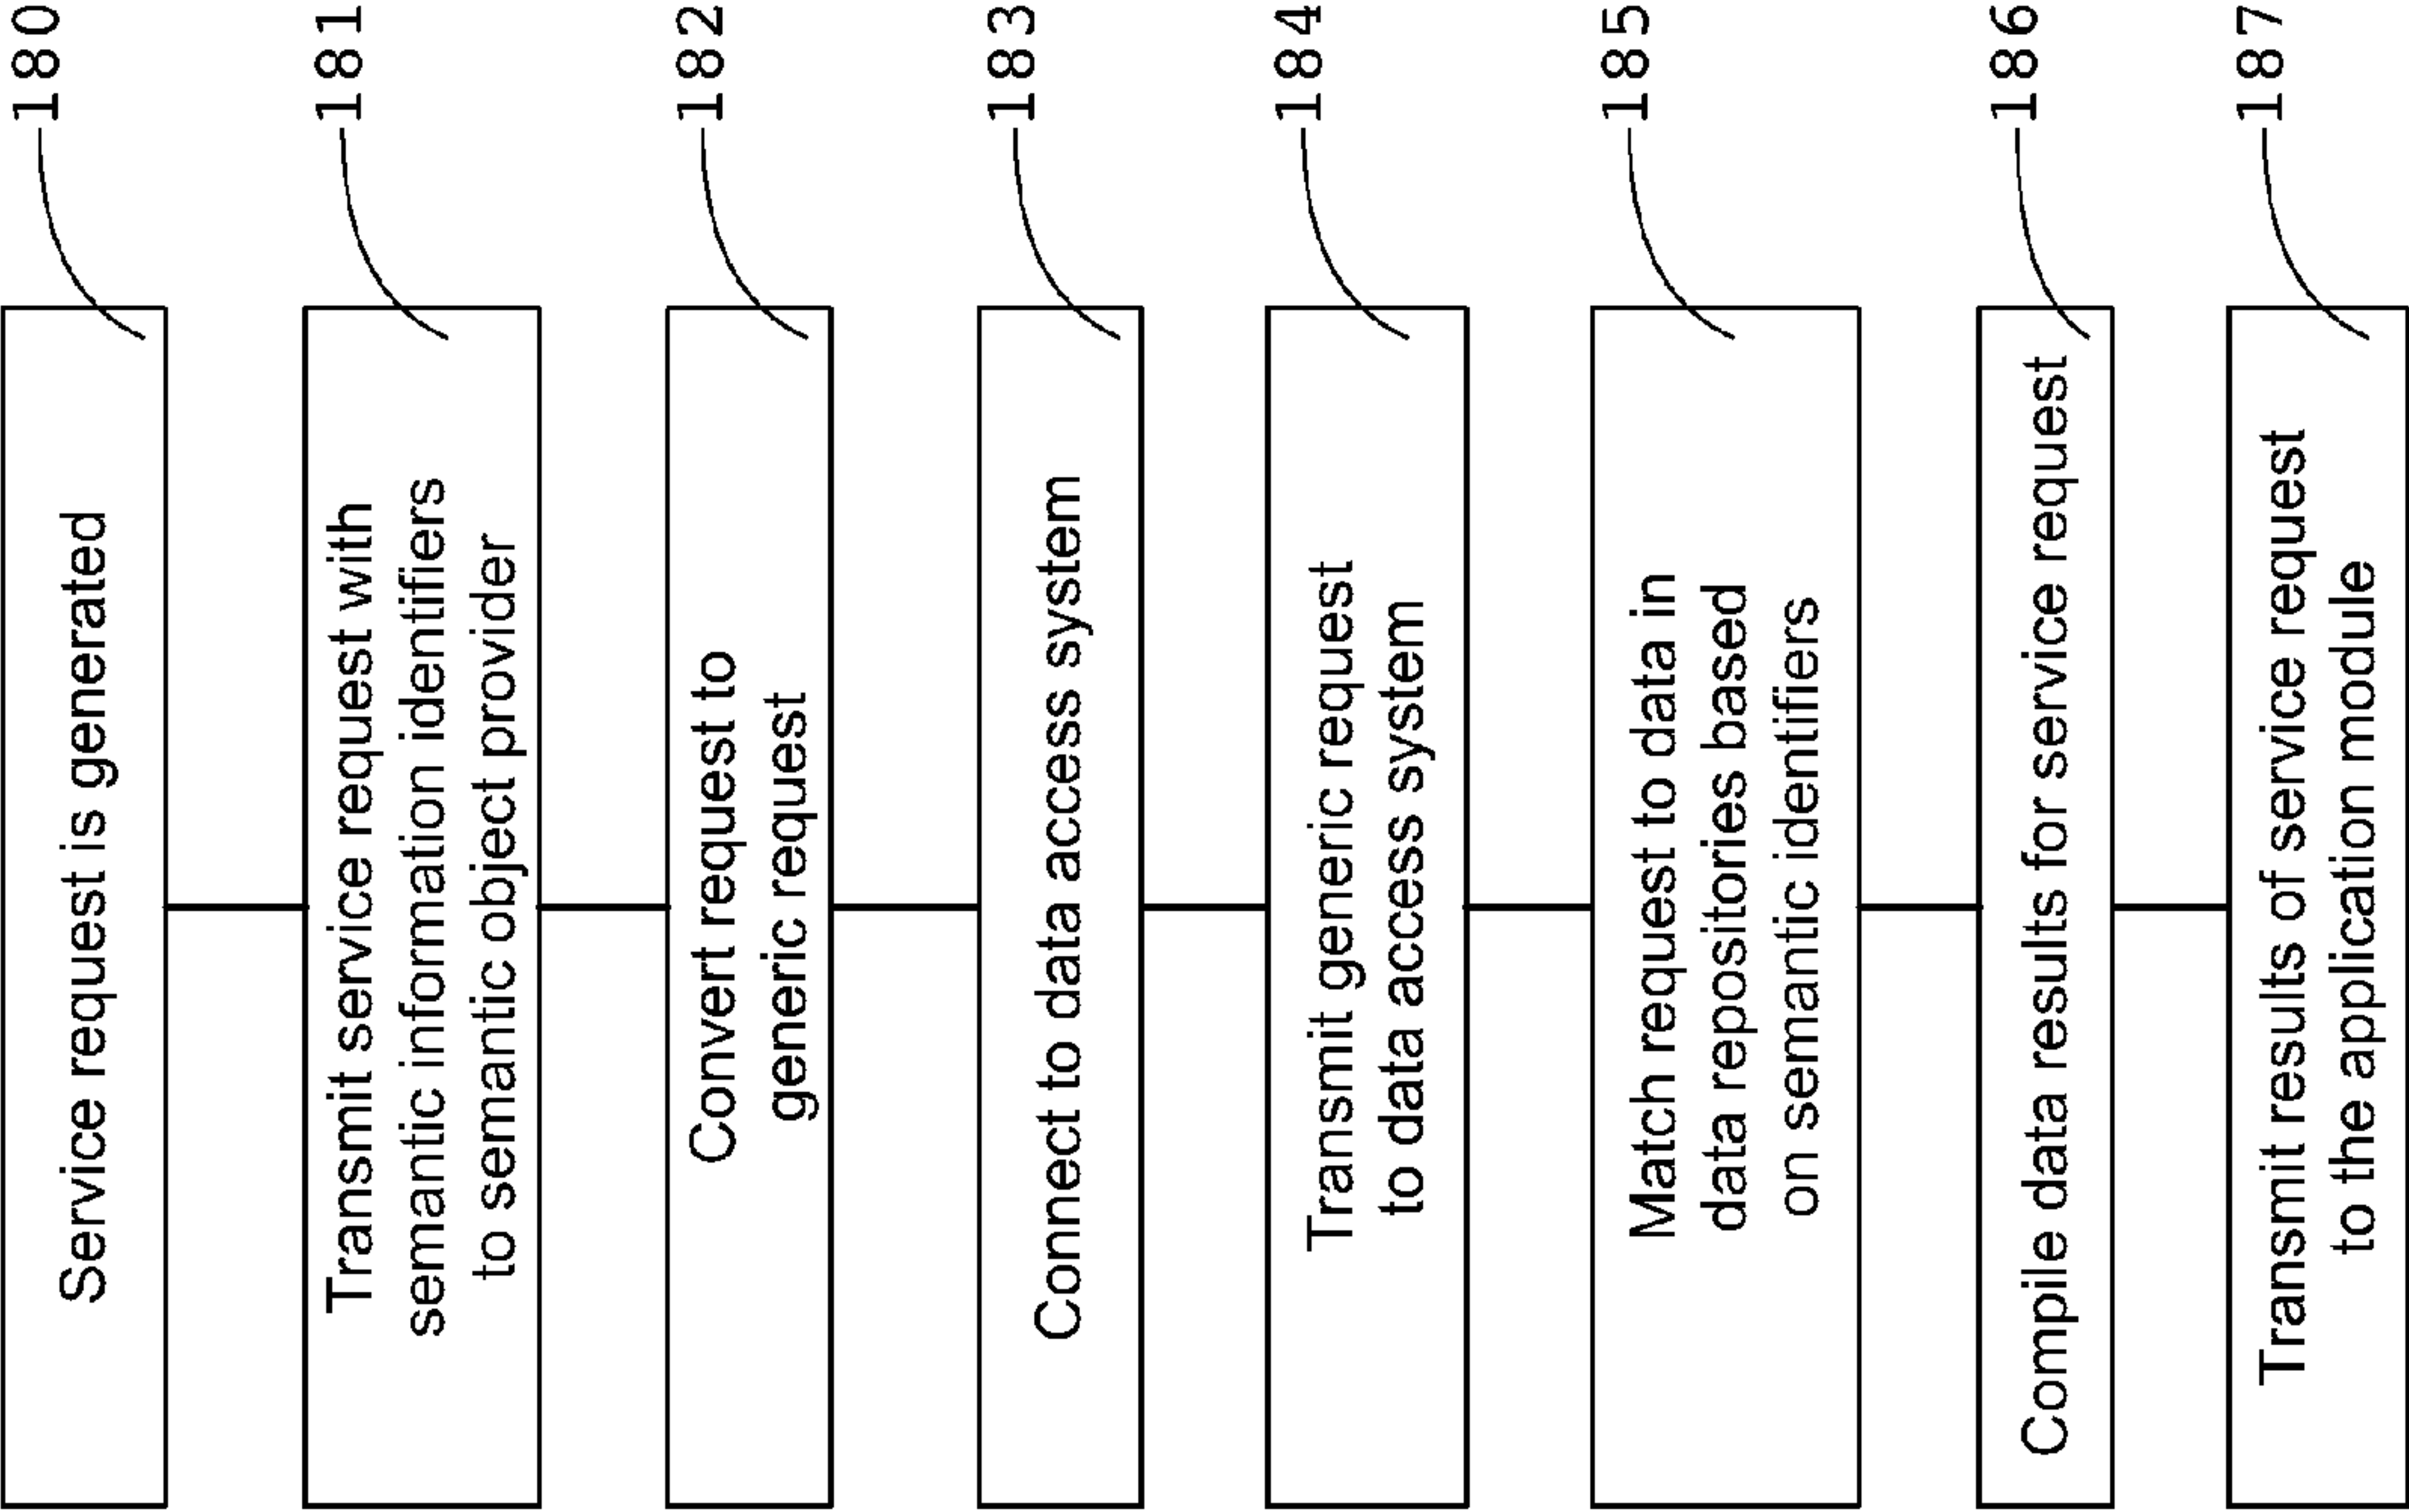 Service request is generated
180
Transmit service request with
semantic information identifiers
to semantic object provider
181
Convert request to
generic request
182
Connect to data access system
183
Transmit generic request
to data access system
184
Match request to data in
data repositories based
on semantic identifiers
185
Compile data results for service request
186
Transmit results of service request
to the application module
187